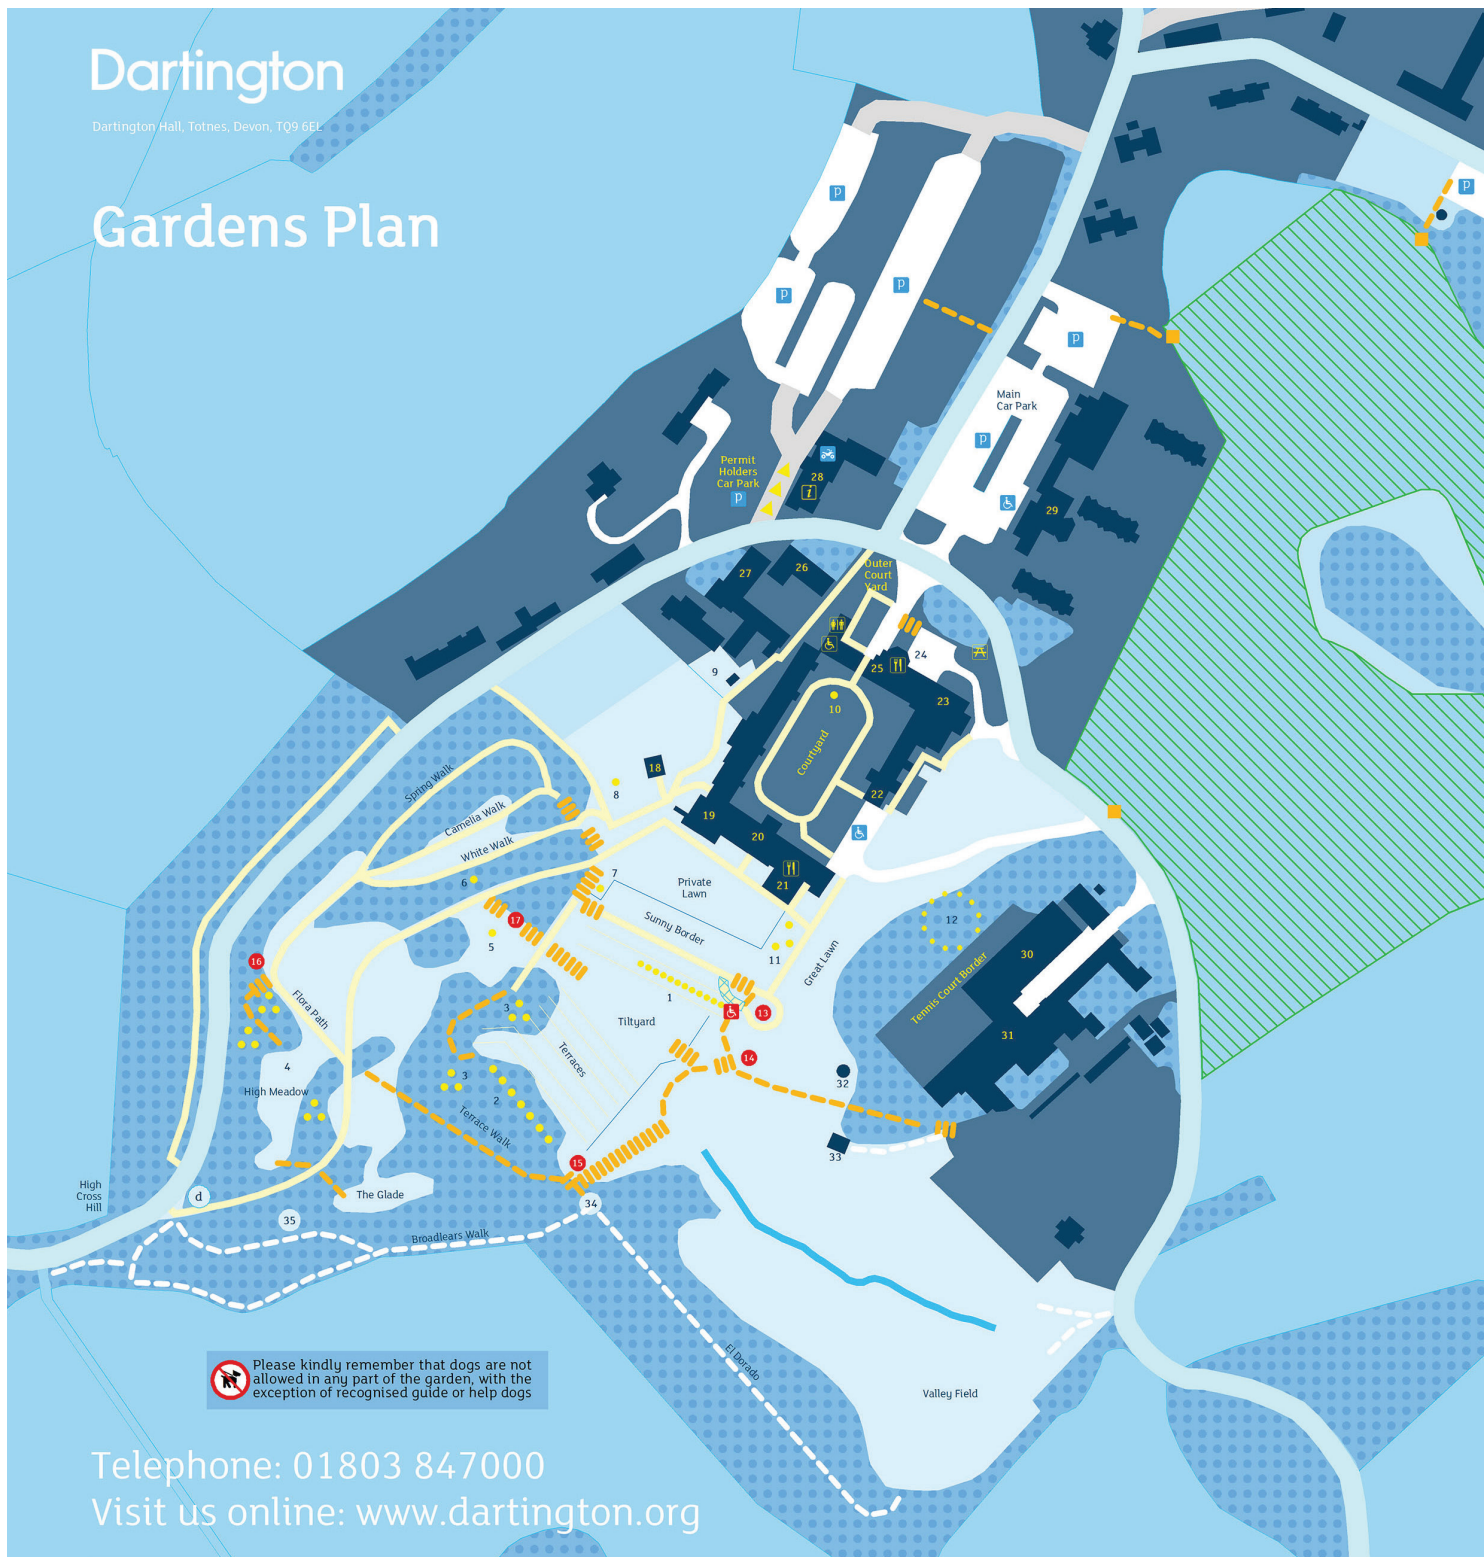 Dartington
Dartington Hall, Totnes, Devon, TQ9 6EL
Gardens Plan
p
p
p
p
p
Main
Car Park
p
Permit
Holders
Car Park
p
28
i
29
27
26
Outer
Court
Yard
24
25
9
10
23
Courtyard
18
8
22
19
20
21
Spring Walk
Camelia Walk
White Walk
6
7
Private
Lawn
Sunny Border
17
5
11
12
Great Lawn
Tennis Court Border
30
31
16
Flora Path
1
13
3
Tiltyard
14
Terraces
4
High Meadow
3
2
Terrace Walk
32
33
15
High
Cross
Hill
d
The Glade
34
35
Broadlears Walk
El Dorado
Valley Field
Please kindly remember that dogs are not
allowed in any part of the garden, with the
exception of recognised guide or help dogs
Telephone: 01803 847000
Visit us online: www.dartington.org